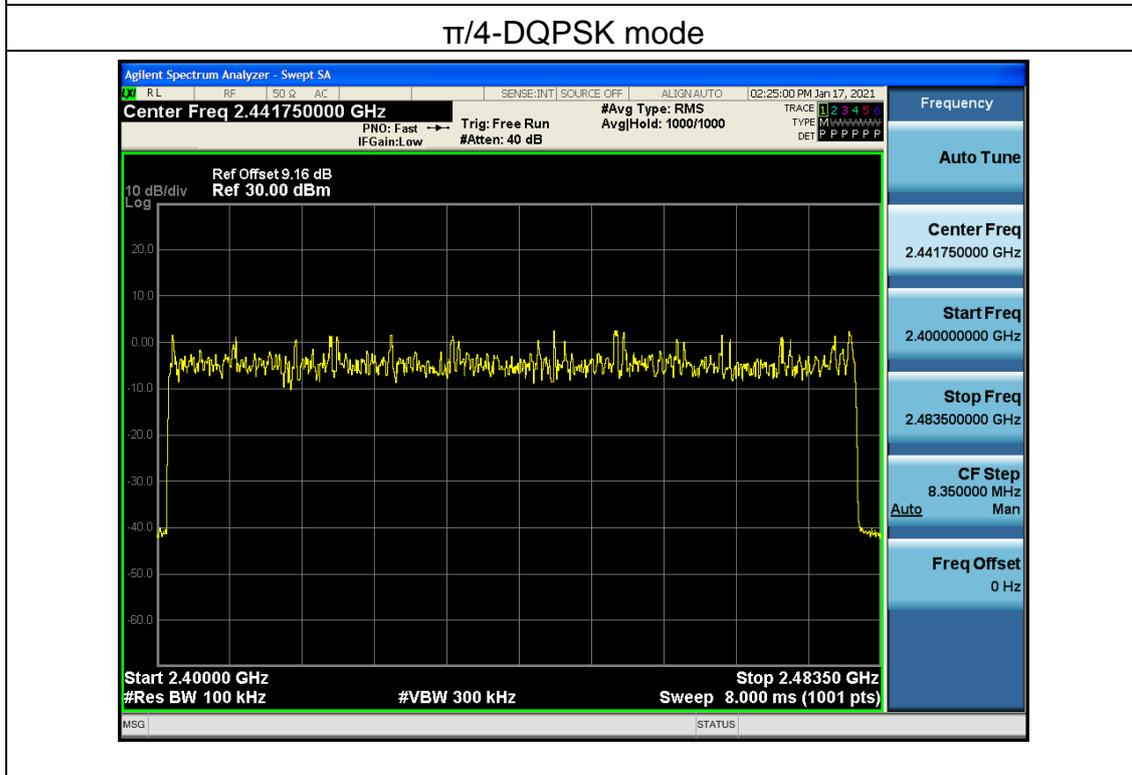 π/4-DQPSK mode
Agilent Spectrum Analyzer - Swept SA
LXI RL RF 50 Ω AC SENSE:INT SOURCE OFF ALIGN AUTO 02:25:00 PM Jan 17, 2021
Center Freq 2.441750000 GHz
#Avg Type: RMS
TRACE 1 2 3 4 5 6
PNO: Fast
Trig: Free Run
Avg|Hold: 1000/1000
TYPE M W W W W W
IFGain:Low
#Atten: 40 dB
DET P P P P P P
Ref Offset 9.16 dB
10 dB/div Ref 30.00 dBm
Log
20.0
10.0
0.00
-10.0
-20.0
-30.0
-40.0
-50.0
-60.0
Start 2.40000 GHz
Stop 2.48350 GHz
#Res BW 100 kHz
#VBW 300 kHz
Sweep 8.000 ms (1001 pts)
MSG
STATUS
Frequency
Auto Tune
Center Freq
2.441750000 GHz
Start Freq
2.400000000 GHz
Stop Freq
2.483500000 GHz
CF Step
8.350000 MHz
Auto Man
Freq Offset
0 Hz